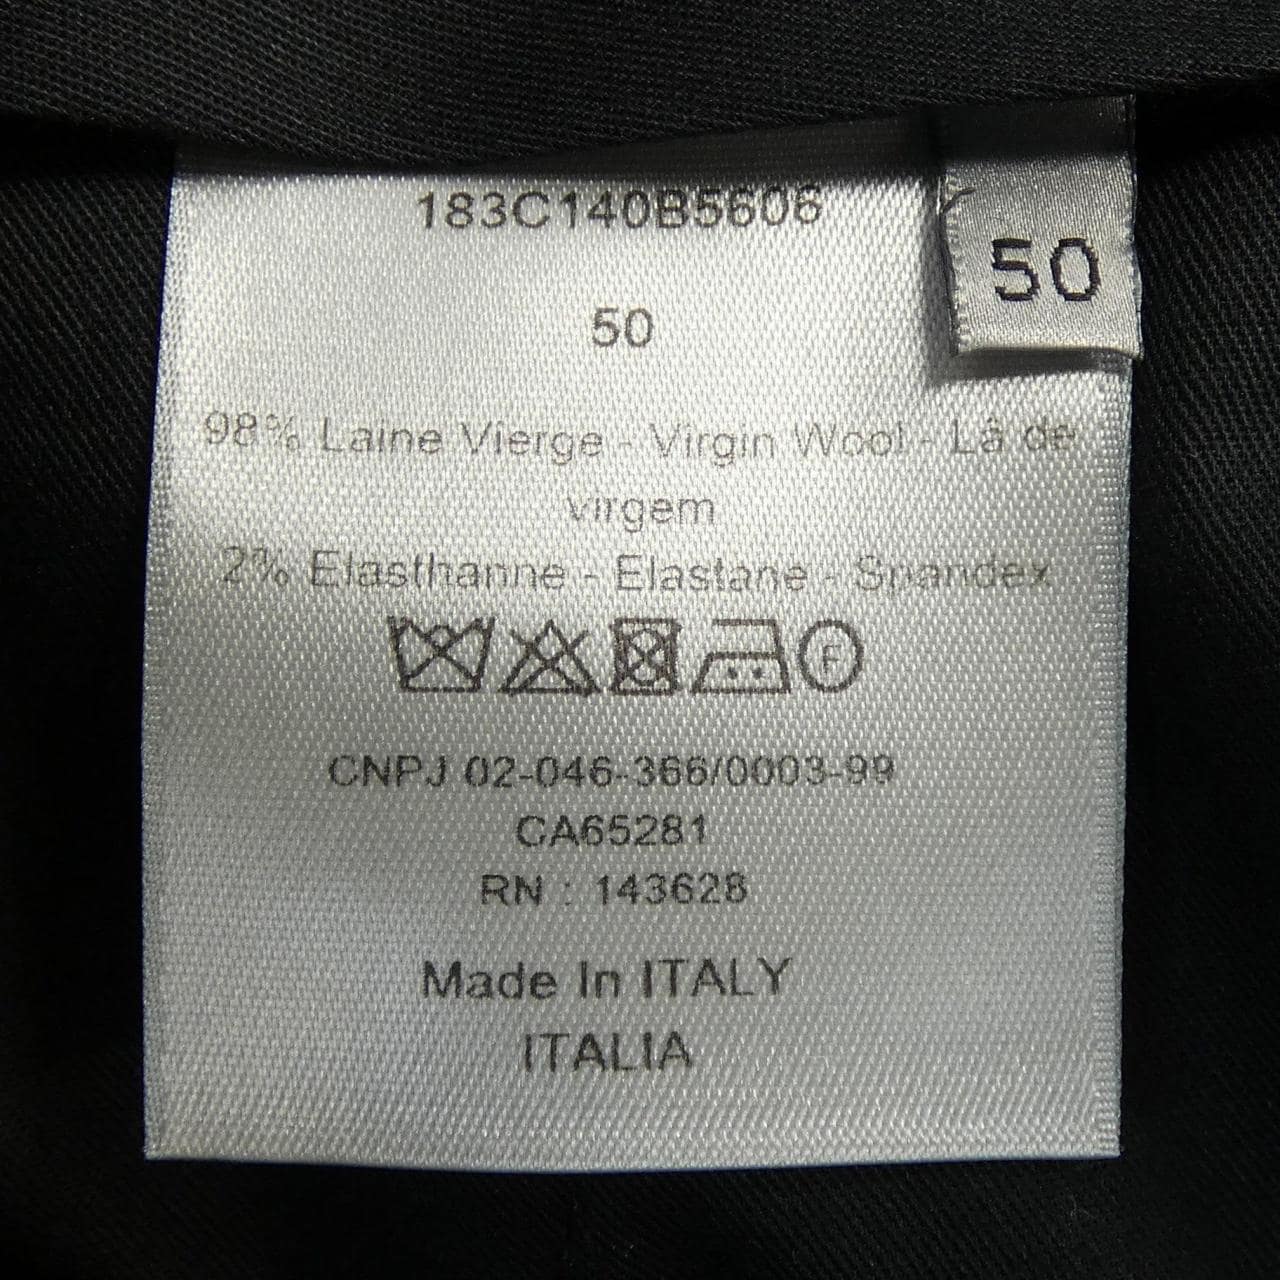 183C140B5606
50
50
98% Laine Vierge - Virgin Wool - Lã de
virgem
2% Elasthanne - Elastane - Spandex
F
CNPJ 02-046-366/0003-99
CA65281
RN : 143628
Made In ITALY
ITALIA